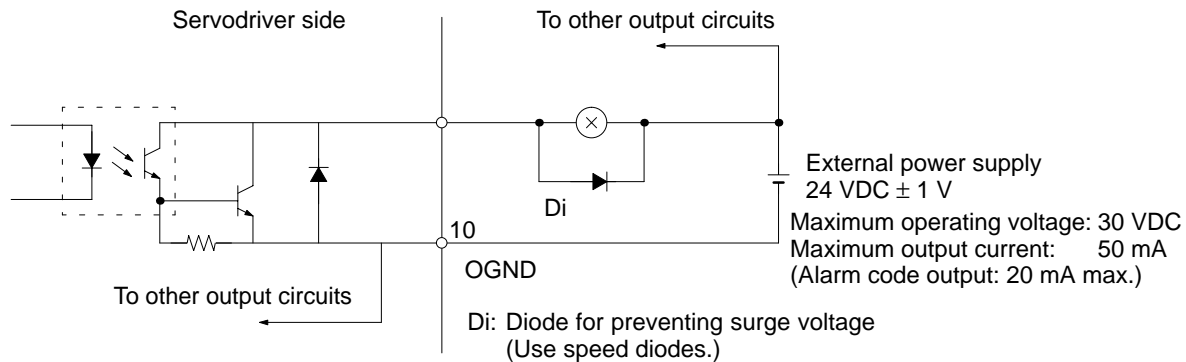 Servodriver side
To other output circuits
External power supply
24 VDC ± 1 V
Di
Maximum operating voltage: 30 VDC
10
Maximum output current: 50 mA
OGND
(Alarm code output: 20 mA max.)
To other output circuits
Di: Diode for preventing surge voltage
(Use speed diodes.)